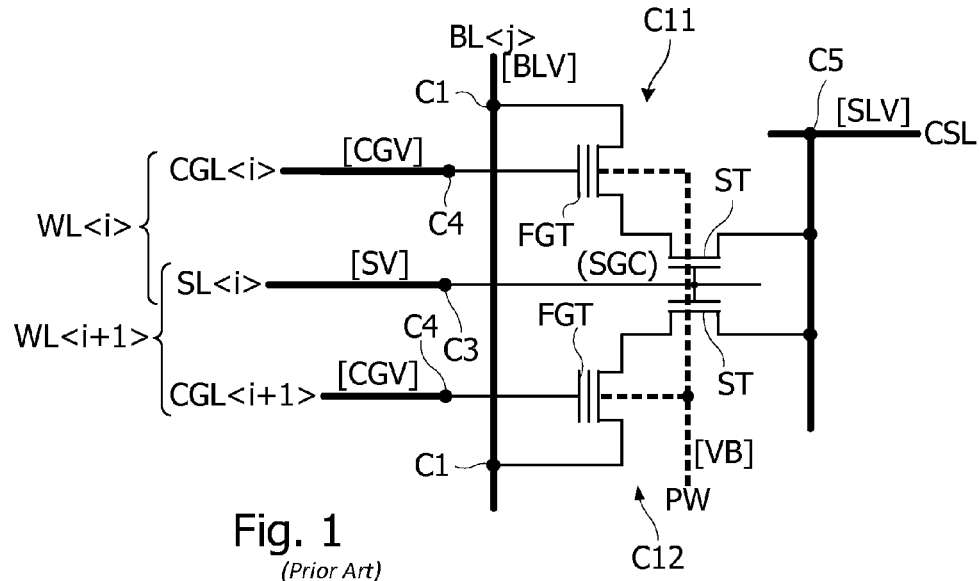 BL<j>
[BLV]
C11
C5
C1
[SLV]
CSL
CGL<i>
[CGV]
C4
FGT
ST
WL<i>
(SGC)
SL<i>
[SV]
C3
FGT
WL<i+1>
C4
ST
CGL<i+1>
[CGV]
C1
[VB]
PW
C12
Fig. 1
(Prior Art)